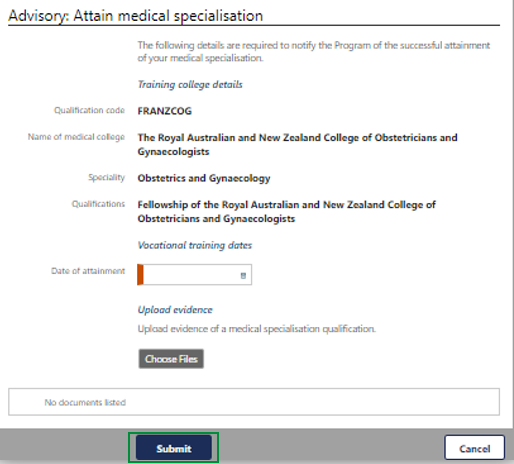 Advisory: Attain medical specialisation
The following details are required to notify the Program of the successful attainment
of your medical specialisation.
Training college details
Qualification code FRANZCOG
Name of medical college The Royal Australian and New Zealand College of Obstetricians and
Gynaecologists
Speciality Obstetrics and Gynaecology
Qualifications Fellowship of the Royal Australian and New Zealand College of
Obstetricians and Gynaecologists
Vocational training dates
Date of attainment
Upload evidence
Upload evidence of a medical specialisation qualification.
Choose Files
No documents listed
Submit Cancel